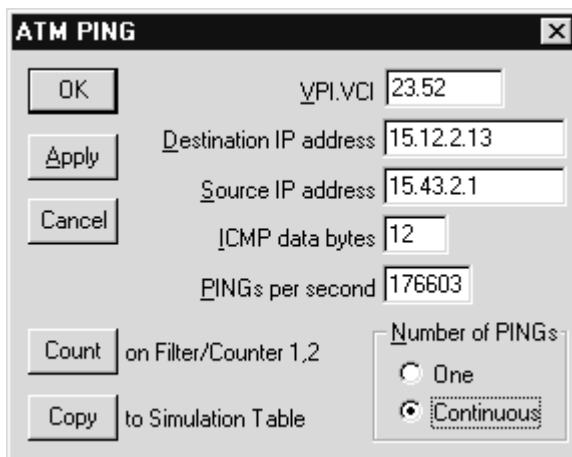 ATM PING
OK
VPI.VCI 23.52
Apply
Destination IP address 15.12.2.13
Source IP address 15.43.2.1
Cancel
ICMP data bytes 12
PINGs per second 176603
Count on Filter/Counter 1,2
Copy to Simulation Table
Number of PINGs
One
Continuous